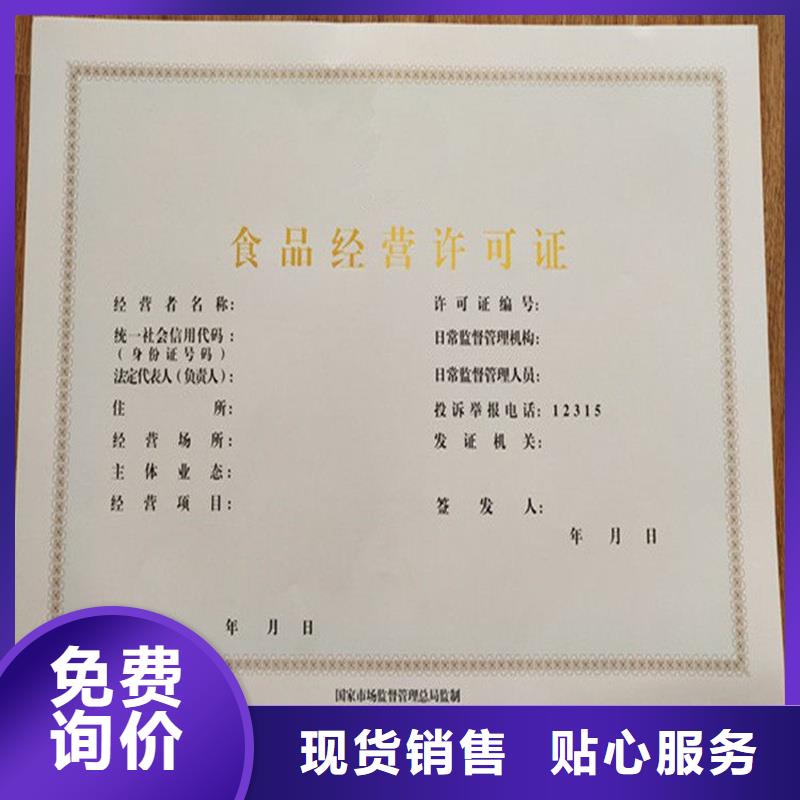 食品经营许可证
经营者名称:
许可证编号:
统一社会信用代码:
(身份证号码)
日常监督管理机构:
法定代表人(负责人):
日常监督管理人员:
住所:
投诉举报电话:12315
经营场所:
发证机关:
主体业态:
经营项目:
签发人:
年 月 日
年 月 日
国家市场监督管理总局监制
免费
询价
现货销售 贴心服务